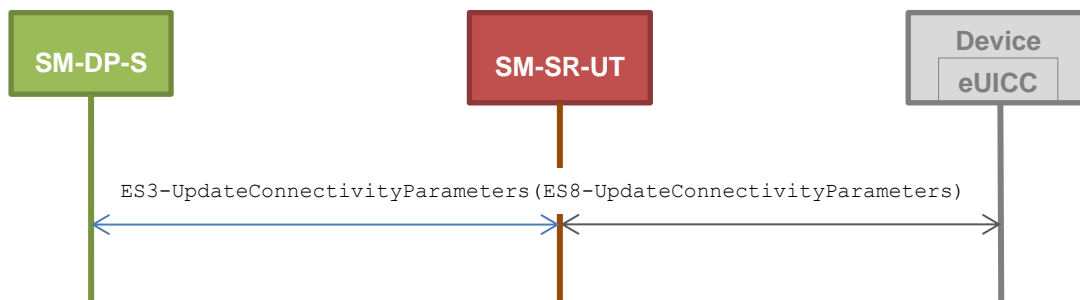 SM-DP-S
SM-SR-UT
Device
eUICC
ES3-UpdateConnectivityParameters(ES8-UpdateConnectivityParameters)